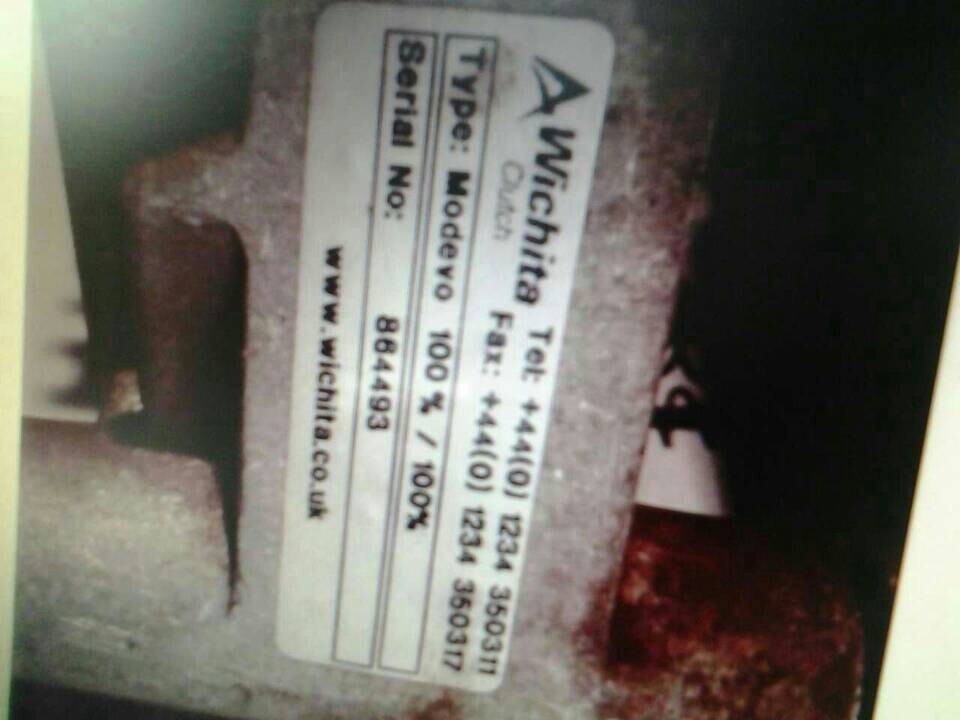 Wichita Tel: +44(0) 1234 350311
Clutch Fax: +44(0) 1234 350317
Type: Modevo 100% / 100%
Serial No: 864493
www.wichita.co.uk